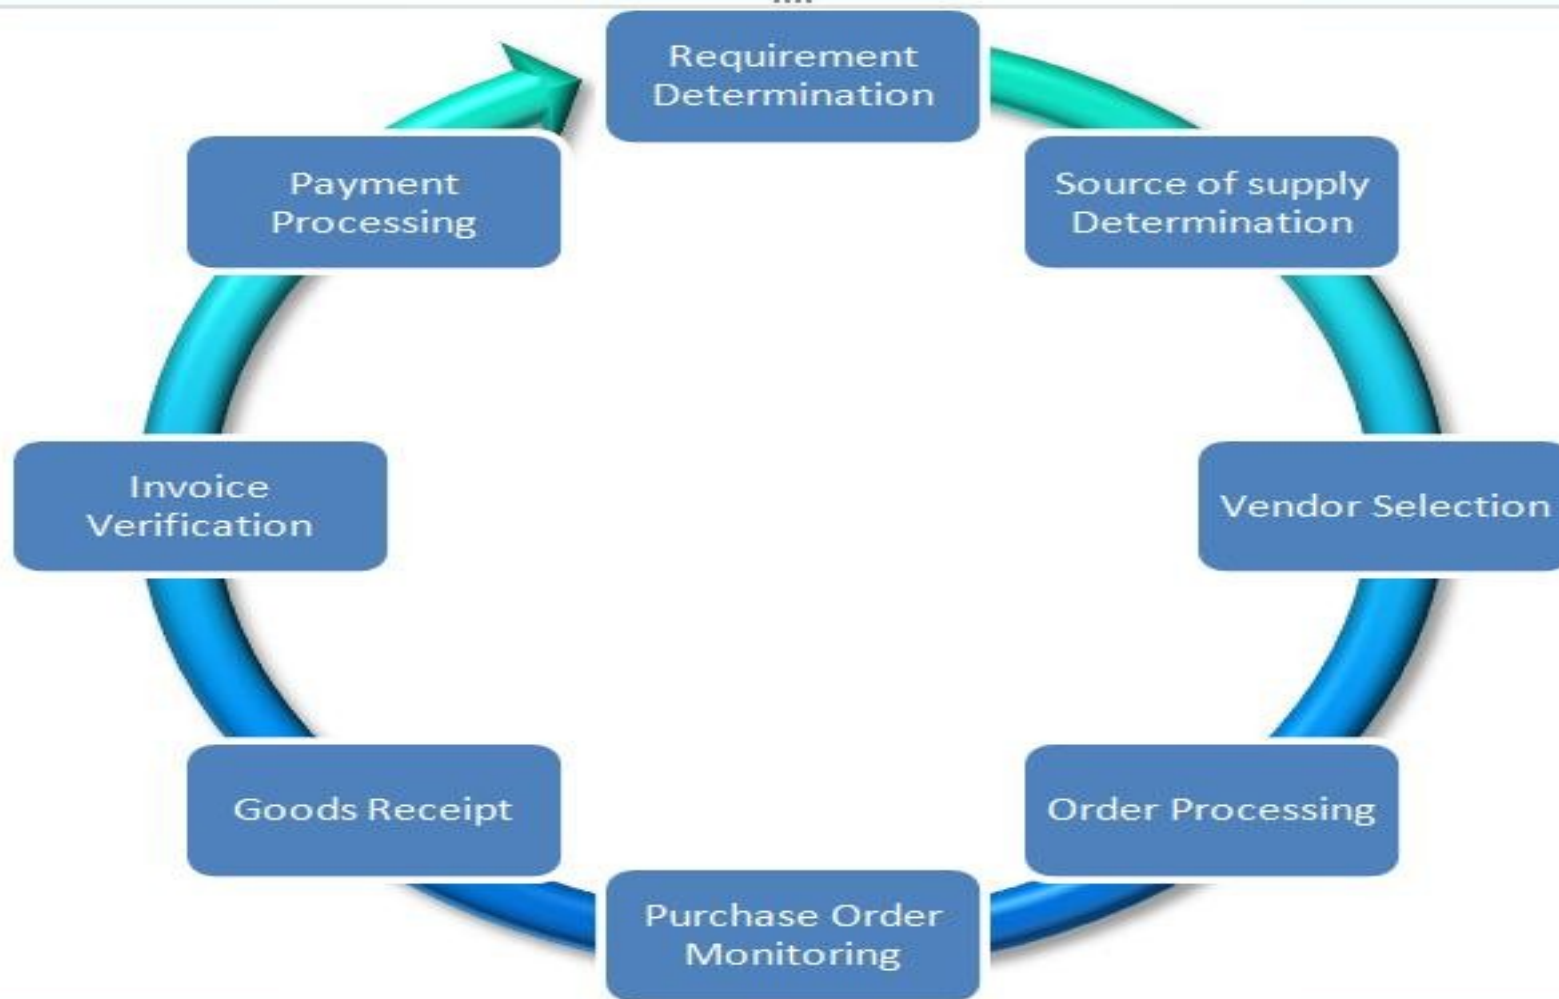 Requirement
Determination
Source of supply
Determination
Vendor Selection
Order Processing
Purchase Order
Monitoring
Goods Receipt
Invoice
Verification
Payment
Processing